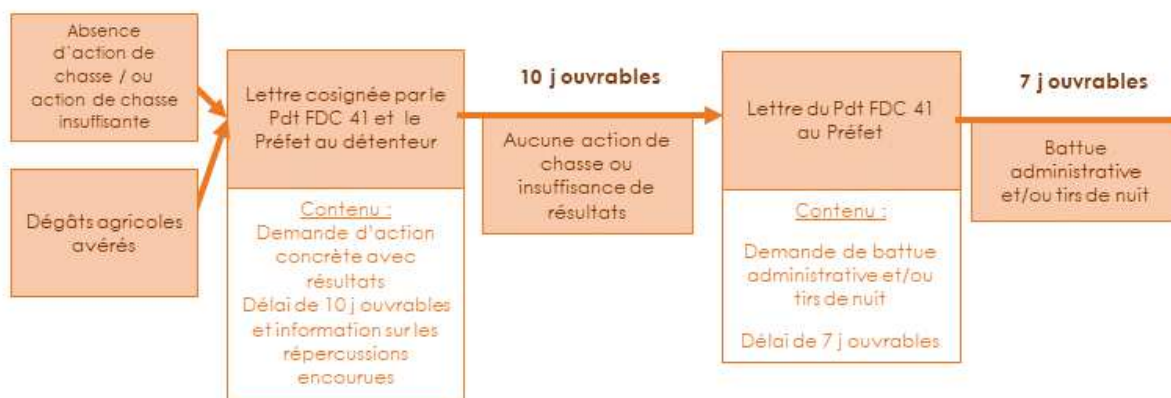 Absence
d'action de
chasse / ou
action de chasse
insuffisante
Dégâts agricoles
avérés
Lettre cosignée par le
Pdt FDC 41 et le
Préfet au détenteur
Contenu :
Demande d'action
concrète avec
résultats
Délai de 10 j ouvrables
et information sur les
répercussions
encourues
10 j ouvrables
Aucune action de
chasse ou
insuffisance de
résultats
Lettre du Pdt FDC 41
au Préfet
Contenu :
Demande de battue
administrative et/ou
tirs de nuit
Délai de 7 j ouvrables
7 j ouvrables
Battue
administrative
et/ou tirs de nuit